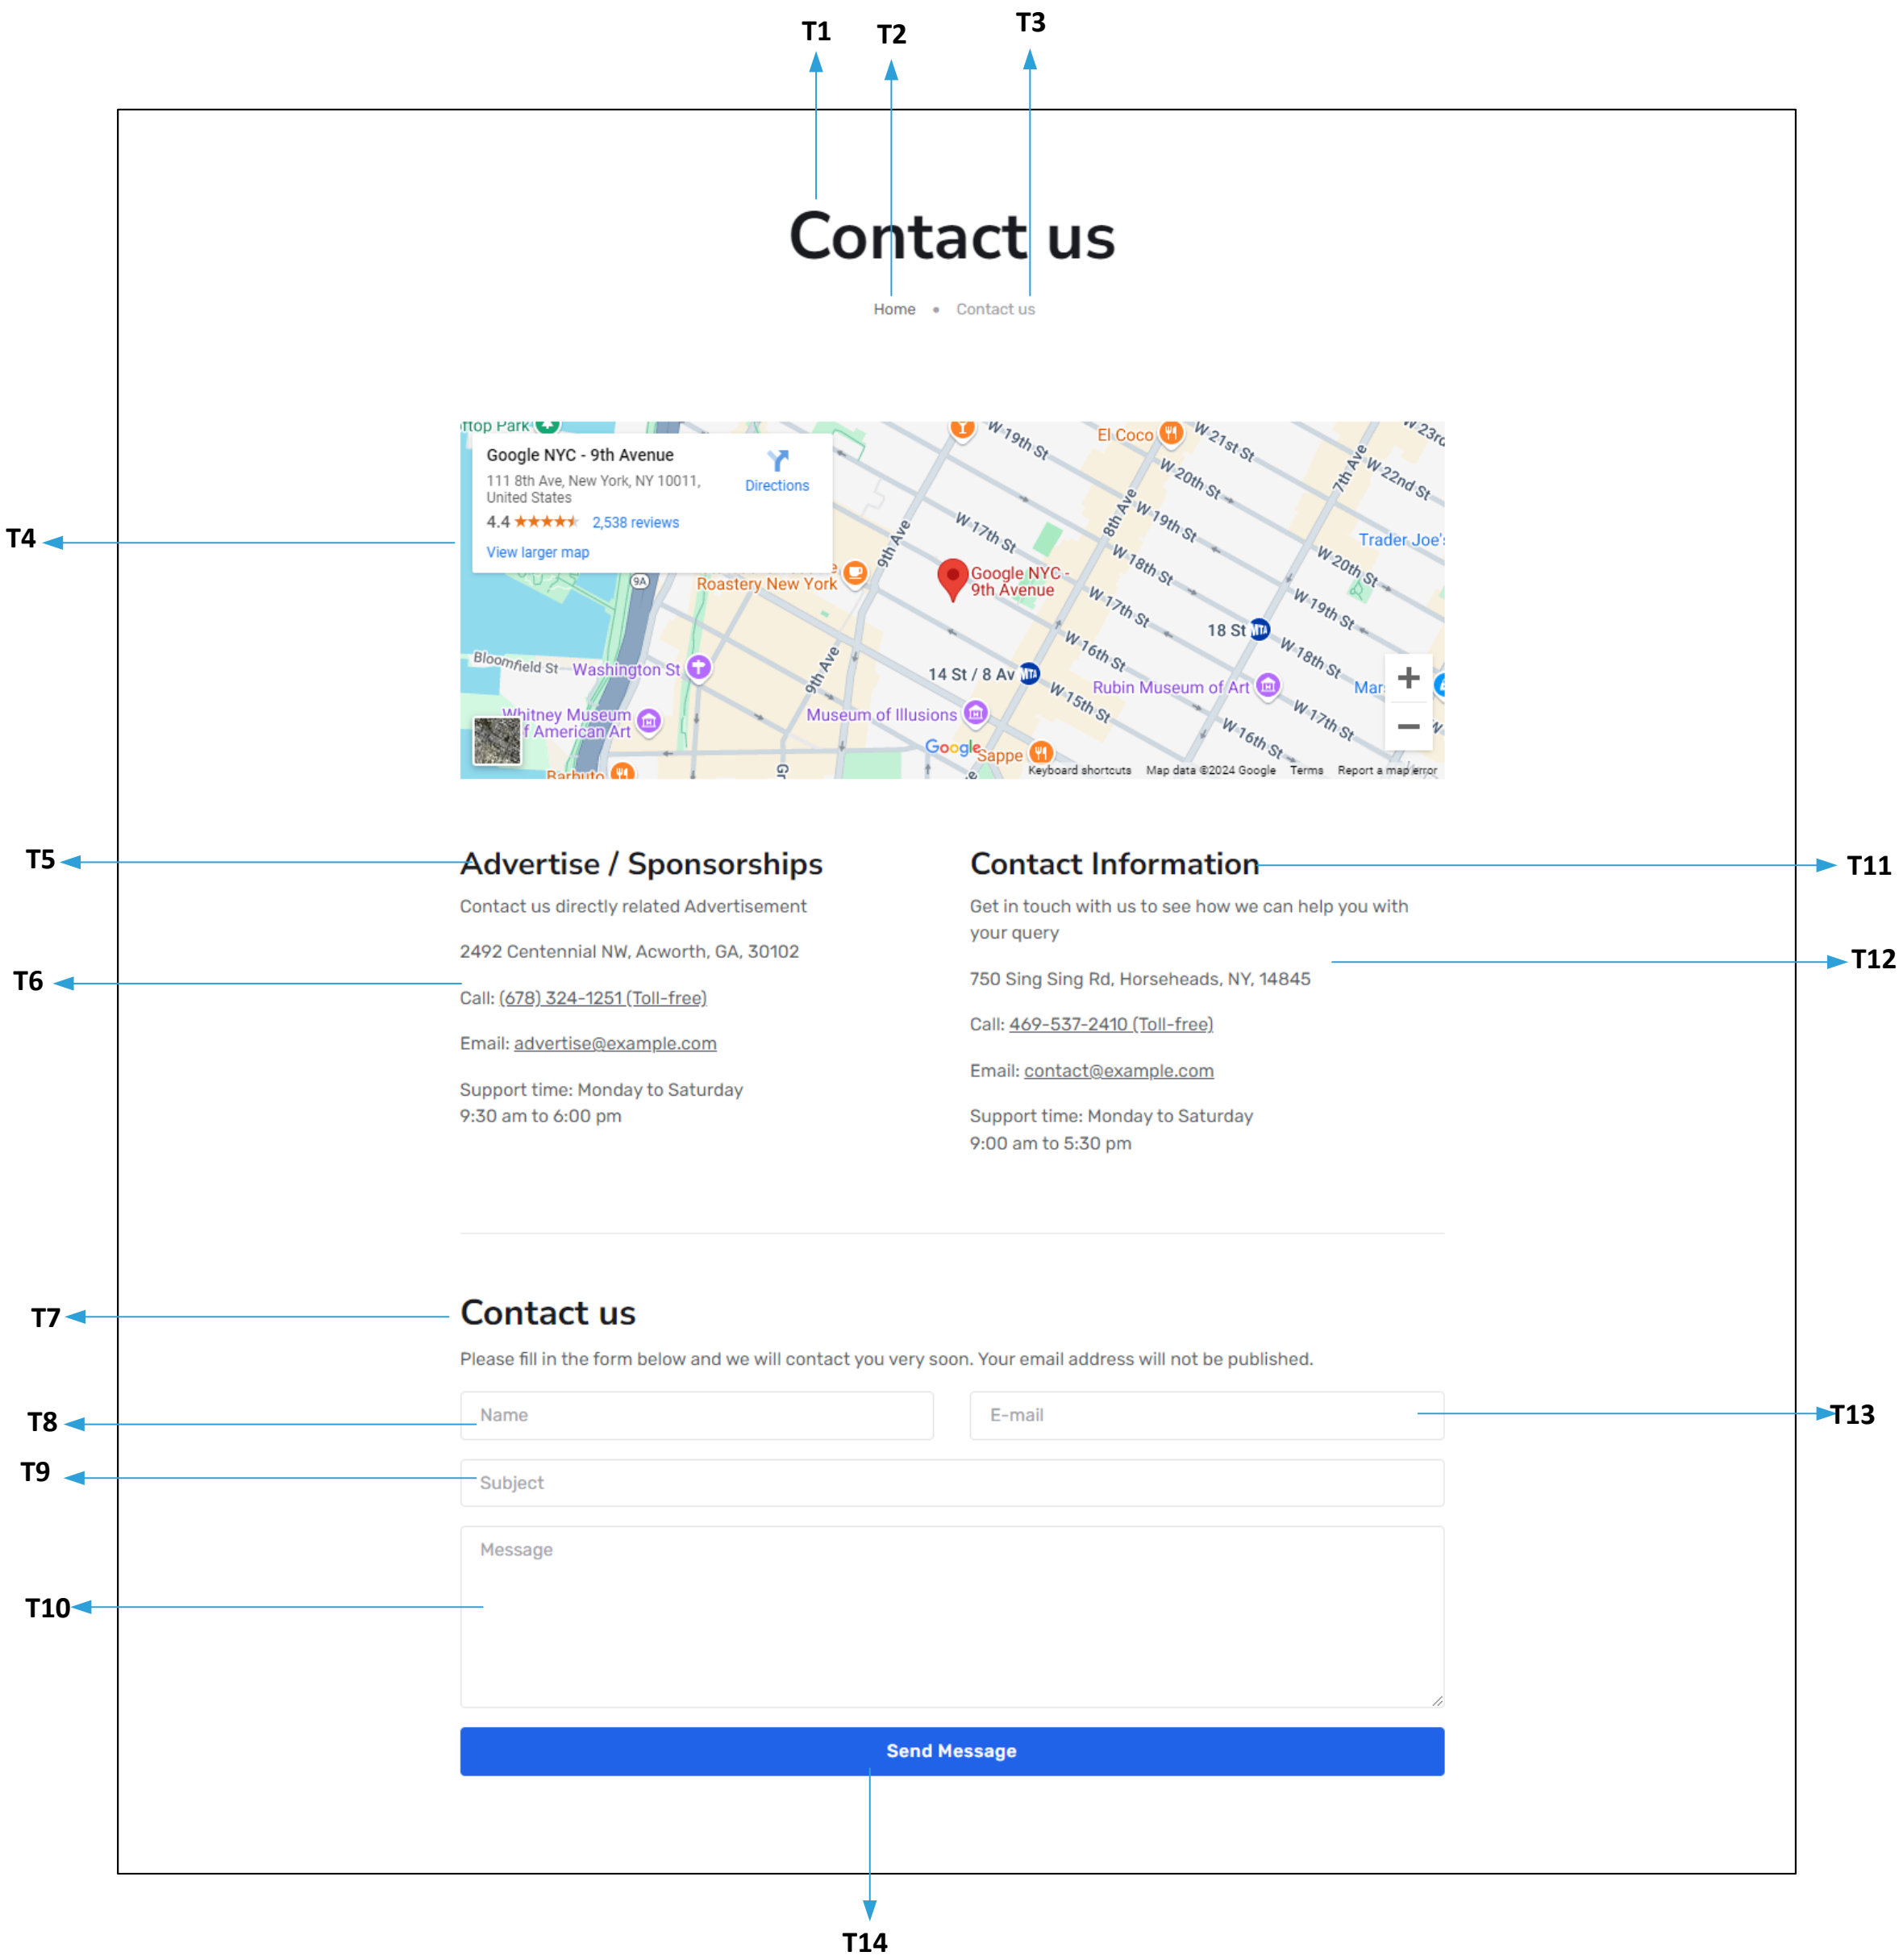 T1
T2
T3
Contact us
Home • Contact us
ftop Park
Google NYC - 9th Avenue
111 8th Ave, New York, NY 10011,
United States
Directions
4.4
2,538 reviews
View larger map
W 19th St
El Coco
W 21st St
W 23rd
W 20th St
7th Ave
W 22nd St
8th Ave
W 19th St
W 17th St
9th Ave
Trader Joe's
W 18th St
W 20th St
T4
9A
Roastery New York
Google NYC -
9th Avenue
W 17th St
W 19th St
18 St
MTA
W 16th St
W 18th St
Bloomfield St
Washington St
9th Ave
14 St / 8 Av
MTA
Rubin Museum of Art
Mar
W 15th St
W 17th St
Whitney Museum
f American Art
Museum of Illusions
W 16th St
Google
Sappe
Barbuto
Gr
Keyboard shortcuts
Map data ©2024 Google
Terms
Report a map error
T5
Advertise / Sponsorships
Contact us directly related Advertisement
2492 Centennial NW, Acworth, GA, 30102
T6
Call: (678) 324-1251 (Toll-free)
Email: advertise@example.com
Support time: Monday to Saturday
9:30 am to 6:00 pm
Contact Information
T11
Get in touch with us to see how we can help you with
your query
T12
750 Sing Sing Rd, Horseheads, NY, 14845
Call: 469-537-2410 (Toll-free)
Email: contact@example.com
Support time: Monday to Saturday
9:00 am to 5:30 pm
T7
Contact us
Please fill in the form below and we will contact you very soon. Your email address will not be published.
T8
Name
E-mail
T13
T9
Subject
Message
T10
Send Message
T14